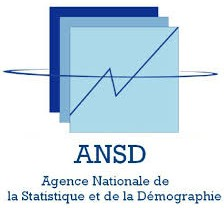 ANSD
Agence Nationale de
la Statistique et de la Démographie